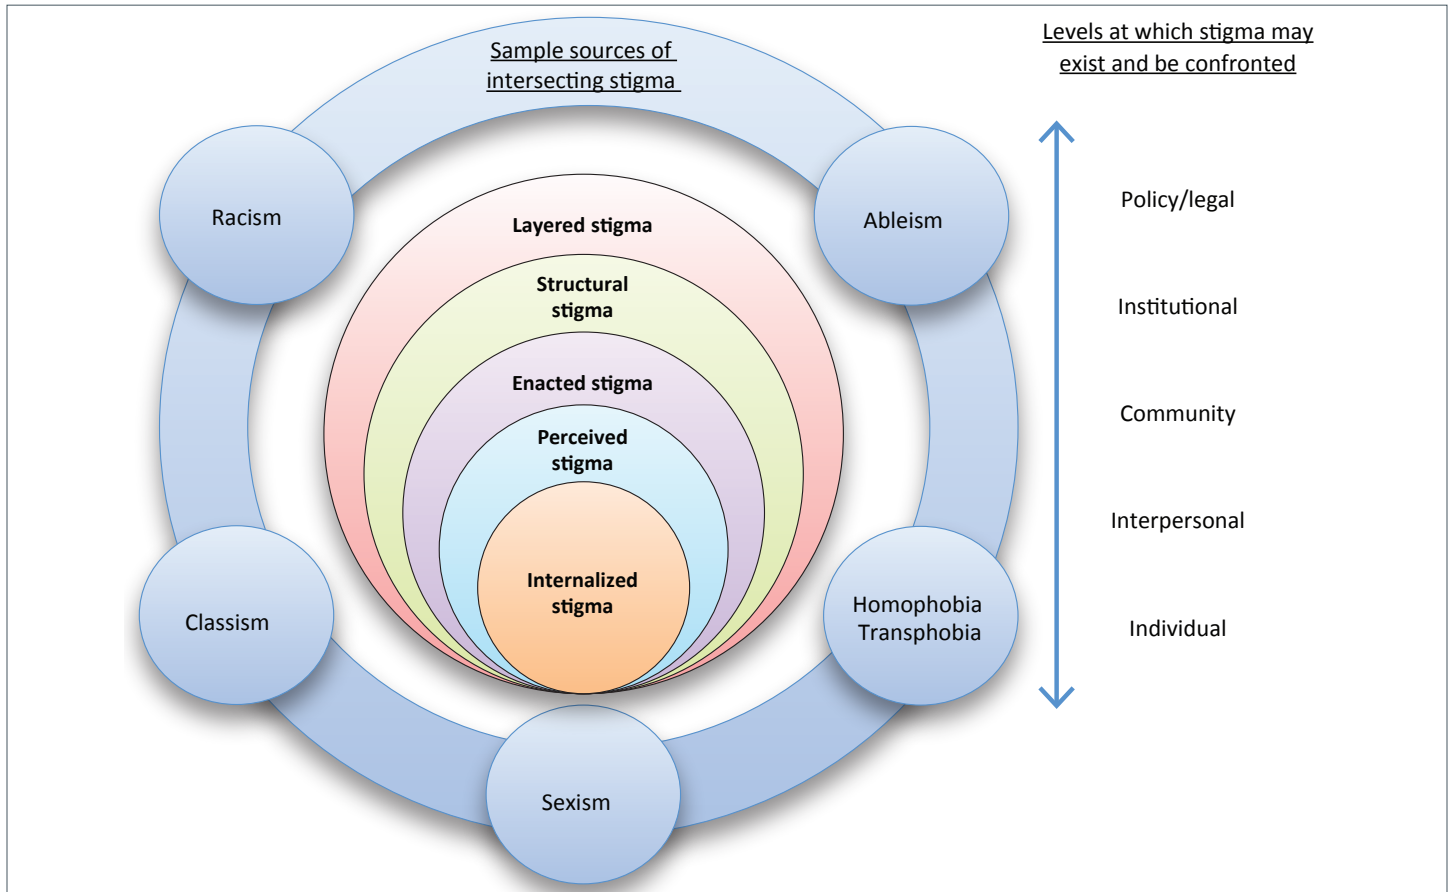 Sample sources of
intersecting stigma
Levels at which stigma may
exist and be confronted
Racism
Ableism
Classism
Homophobia
Transphobia
Sexism
Layered stigma
Structural
stigma
Enacted stigma
Perceived
stigma
Internalized
stigma
Policy/legal
Institutional
Community
Interpersonal
Individual